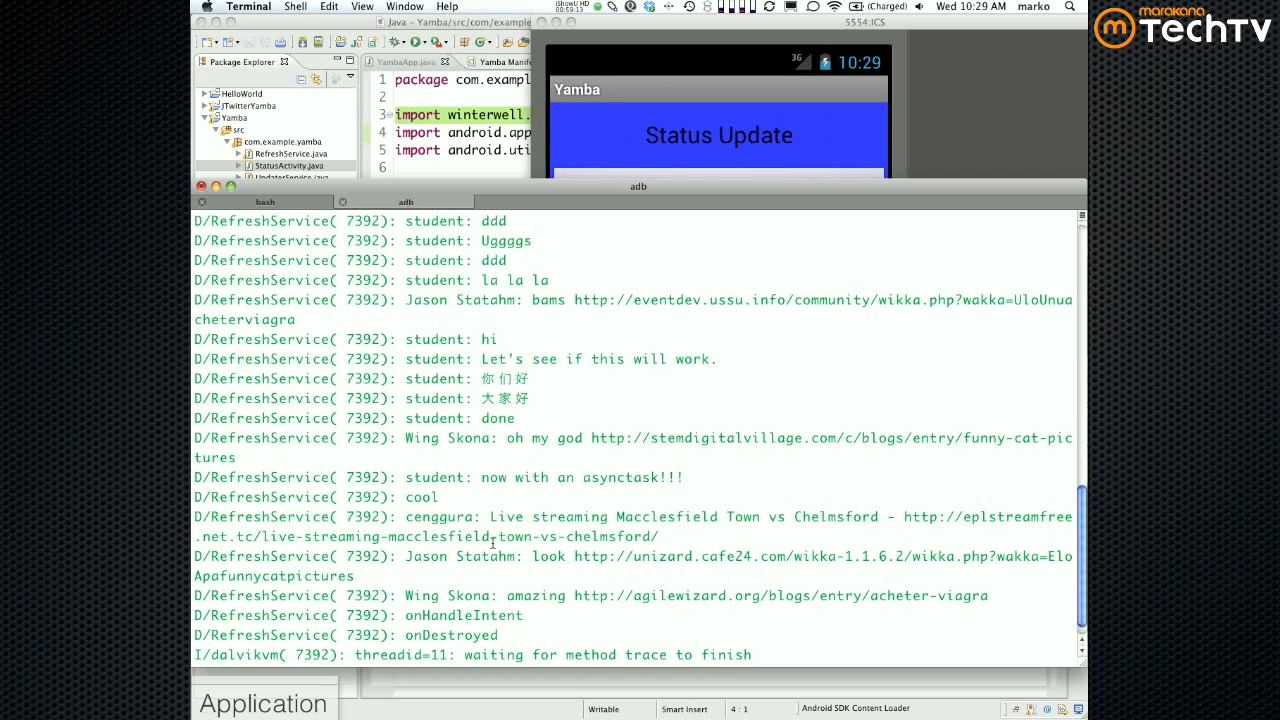 Terminal Shell Edit View Window Help
iShowU HD
00:59:13
(Charged) Wed 10:29 AM marko
marakana
TechTV
Java – Yamba/src/com/example
5554:ICS
Package Explorer
YambaApp.java
Yamba Manif
HelloWorld
JTwitterYamba
Yamba
src
com.example.yamba
RefreshService.java
StatusActivity.java
UpdaterService.java
1 package com.exampl
2
3 import winterwell.
4 import android.app
5 import android.uti
6
3G 10:29
Yamba
Status Update
adb
bash
adb
D/RefreshService( 7392): student: ddd
D/RefreshService( 7392): student: Uggggs
D/RefreshService( 7392): student: ddd
D/RefreshService( 7392): student: la la la
D/RefreshService( 7392): Jason Statahm: bams http://eventdev.ussu.info/community/wikka.php?wakka=UloUnua
cheterviagra
D/RefreshService( 7392): student: hi
D/RefreshService( 7392): student: Let's see if this will work.
D/RefreshService( 7392): student: 你们好
D/RefreshService( 7392): student: 大家好
D/RefreshService( 7392): student: done
D/RefreshService( 7392): Wing Skona: oh my god http://stemdigitalvillage.com/c/blogs/entry/funny-cat-pic
tures
D/RefreshService( 7392): student: now with an asynctask!!!
D/RefreshService( 7392): cool
D/RefreshService( 7392): cenggura: Live streaming Macclesfield Town vs Chelmsford - http://eplstreamfree
.net.tc/live-streaming-macclesfield-town-vs-chelmsford/
D/RefreshService( 7392): Jason Statahm: look http://unizard.cafe24.com/wikka-1.1.6.2/wikka.php?wakka=Elo
Apafunnycatpictures
D/RefreshService( 7392): Wing Skona: amazing http://agilewizard.org/blogs/entry/acheter-viagra
D/RefreshService( 7392): onHandleIntent
D/RefreshService( 7392): onDestroyed
I/dalvikvm( 7392): threadid=11: waiting for method trace to finish
Application
Writable
Smart Insert
4 : 1
Android SDK Content Loader